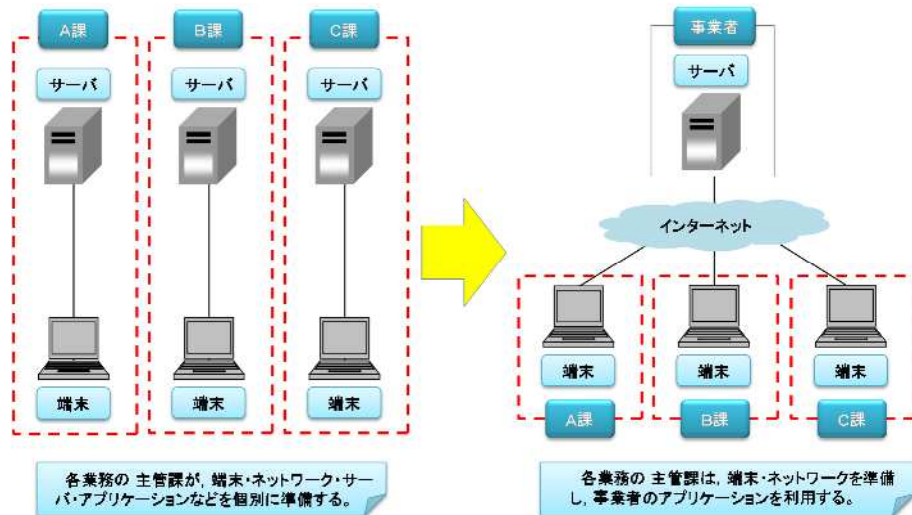 A課
B課
C課
サーバ
サーバ
サーバ
端末
端末
端末
各業務の 主管課が，端末・ネットワーク・サー
バ・アプリケーションなどを個別に準備する。
事業者
サーバ
インターネット
端末
端末
端末
A課
B課
C課
各業務の 主管課は，端末・ネットワークを準備
し，事業者のアプリケーションを利用する。